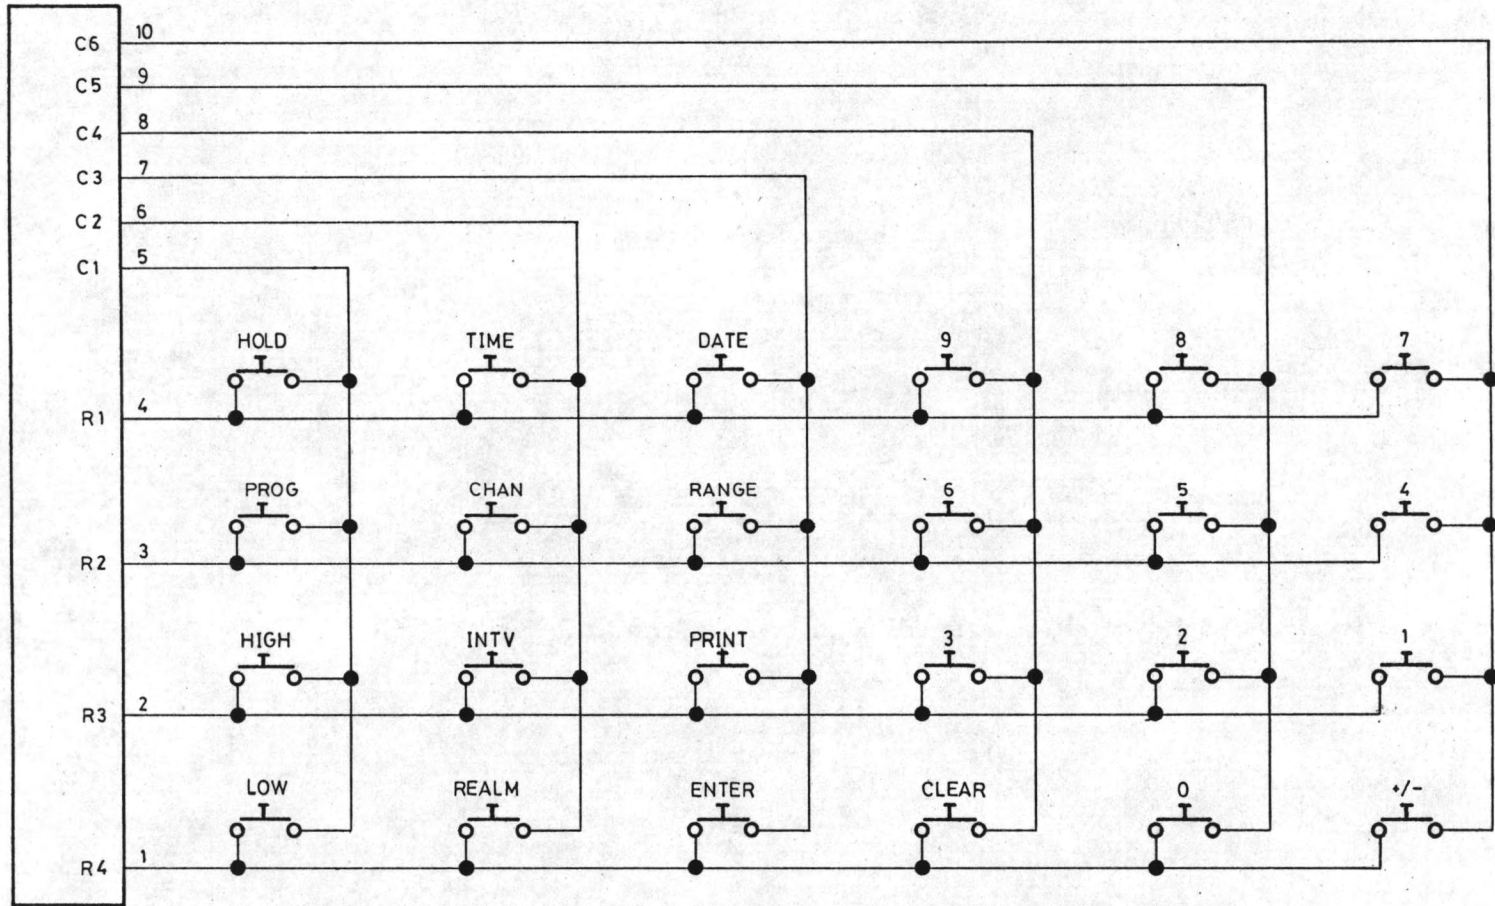 C6 10
C5 9
C4 8
C3 7
C2 6
C1 5
HOLD TIME DATE 9 8 7
R1 4
PROG CHAN RANGE 6 5 4
R2 3
HIGH INTV PRINT 3 2 1
R3 2
LOW REALM ENTER CLEAR 0 +/-
R4 1